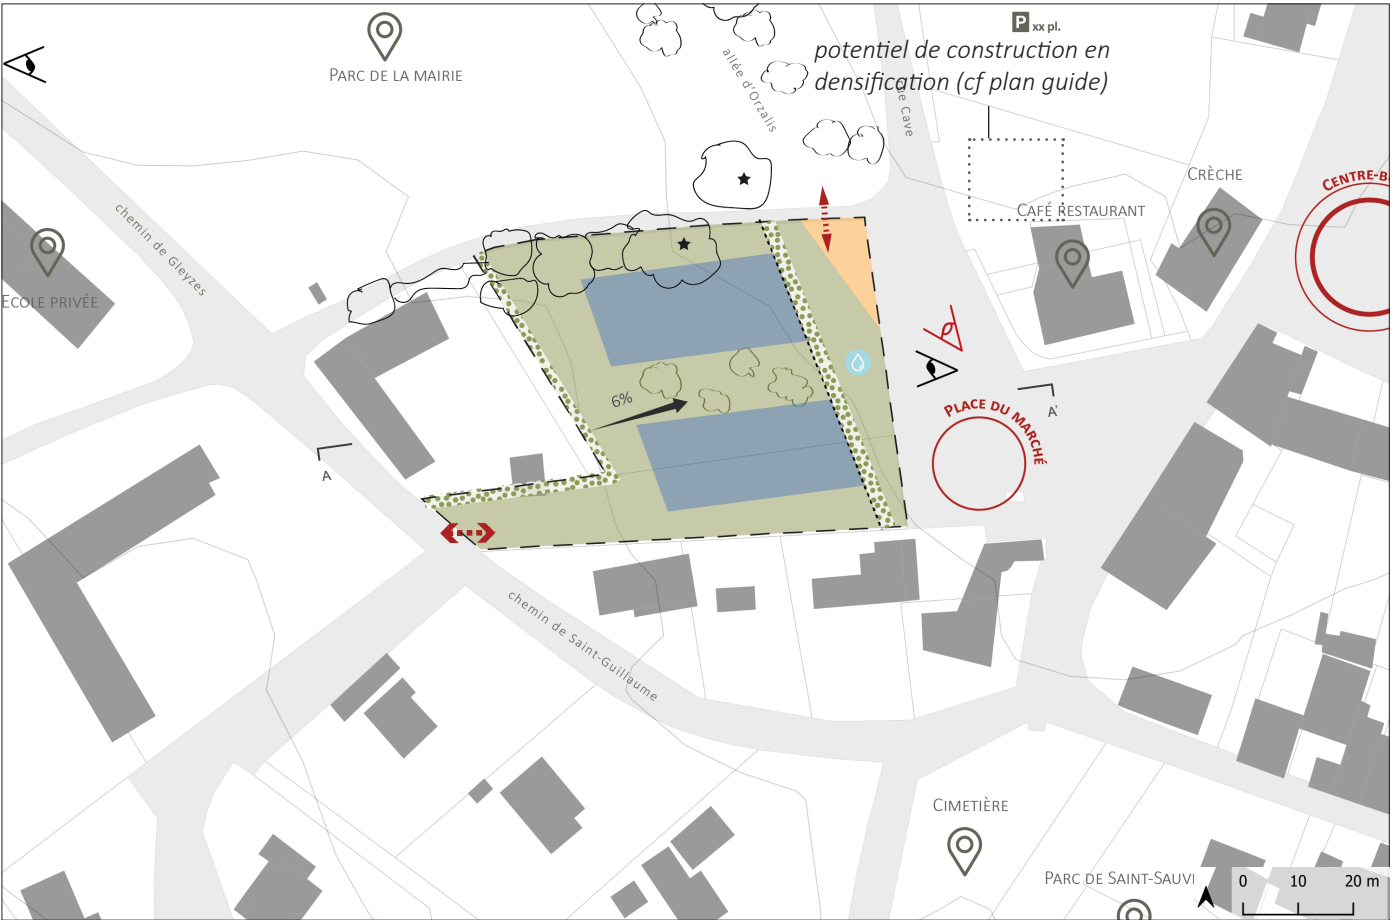 P xx pl.
potentiel de construction en
densification (cf plan guide)
PARC DE LA MAIRIE
allée d'Orzalis
rue Cave
CRÈCHE
CENTRE-B
CAFÉ RESTAURANT
chemin de Gleyzes
ECOLE PRIVÉE
6%
A
A'
PLACE DU MARCHÉ
chemin de Saint-Guillaume
CIMETIÈRE
PARC DE SAINT-SAUVI
0 10 20 m